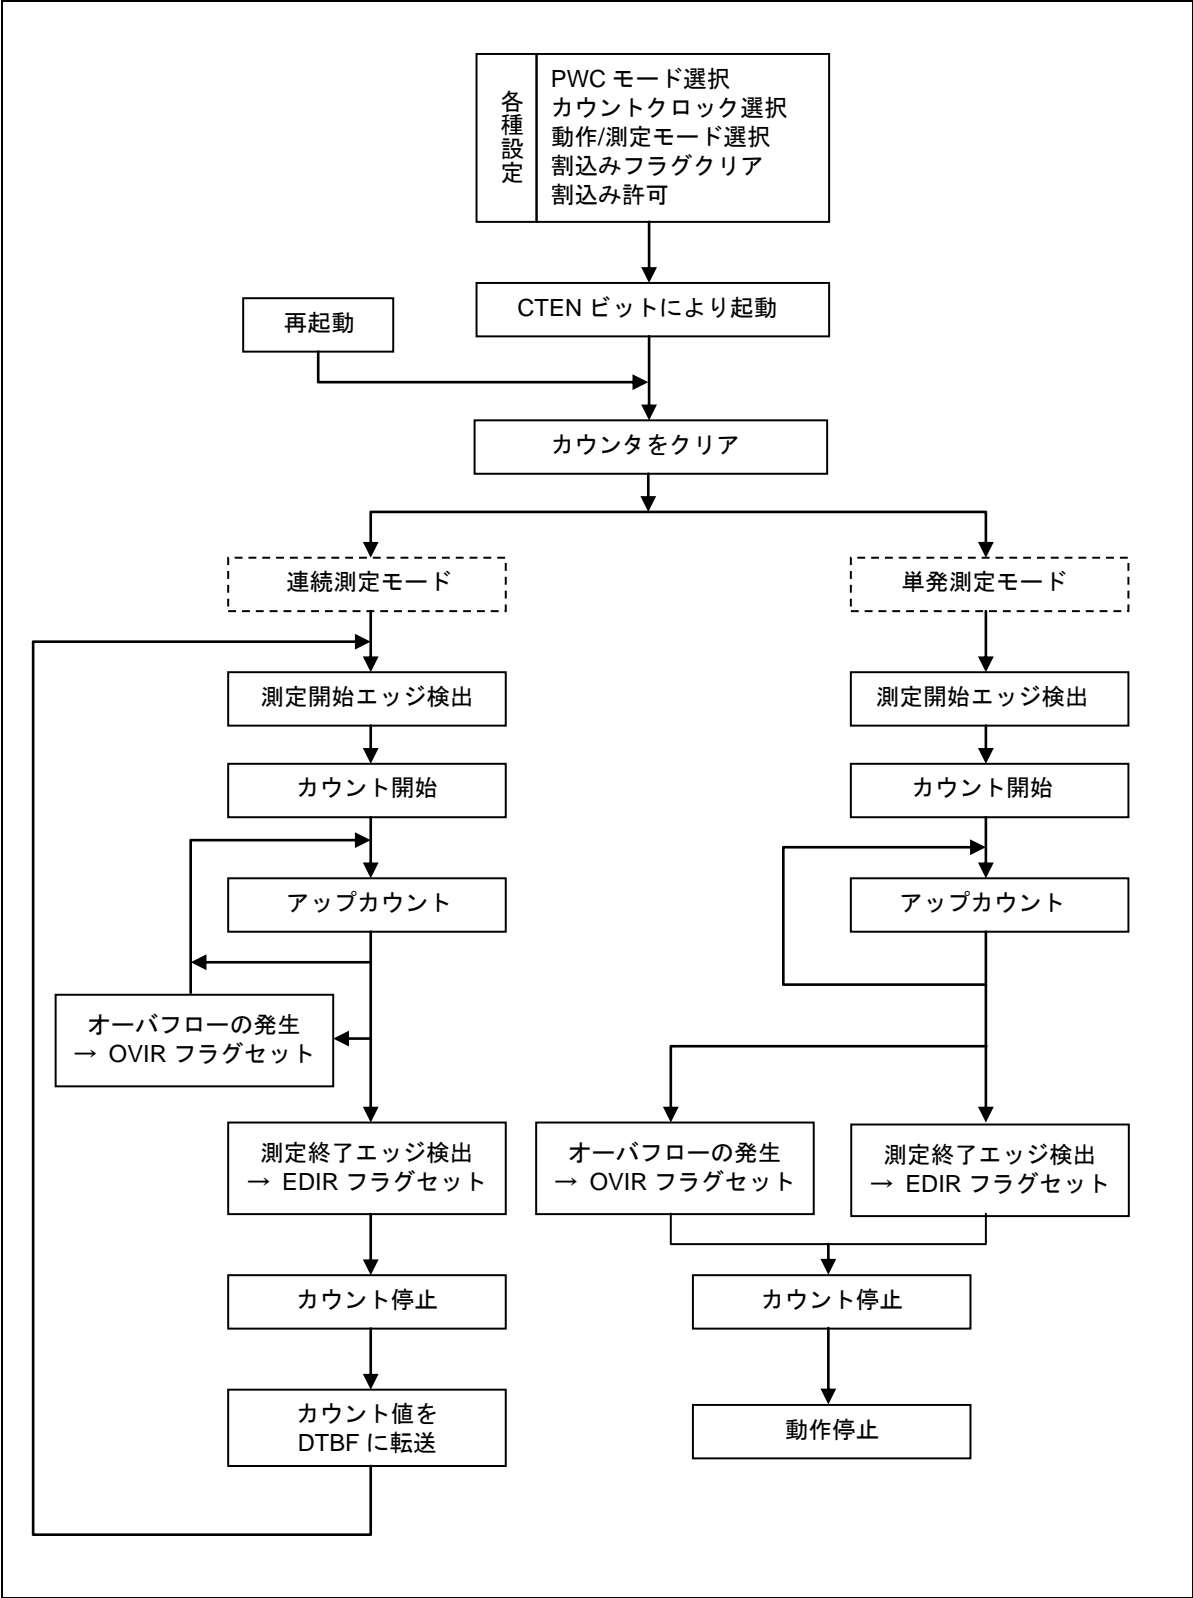 各種設定
PWC モード選択
カウントクロック選択
動作/測定モード選択
割込みフラグクリア
割込み許可
CTEN ビットにより起動
再起動
カウンタをクリア
連続測定モード
測定開始エッジ検出
カウント開始
アップカウント
オーバフローの発生
→ OVIR フラグセット
測定終了エッジ検出
→ EDIR フラグセット
カウント停止
カウント値を
DTBF に転送
単発測定モード
測定開始エッジ検出
カウント開始
アップカウント
オーバフローの発生
→ OVIR フラグセット
測定終了エッジ検出
→ EDIR フラグセット
カウント停止
動作停止